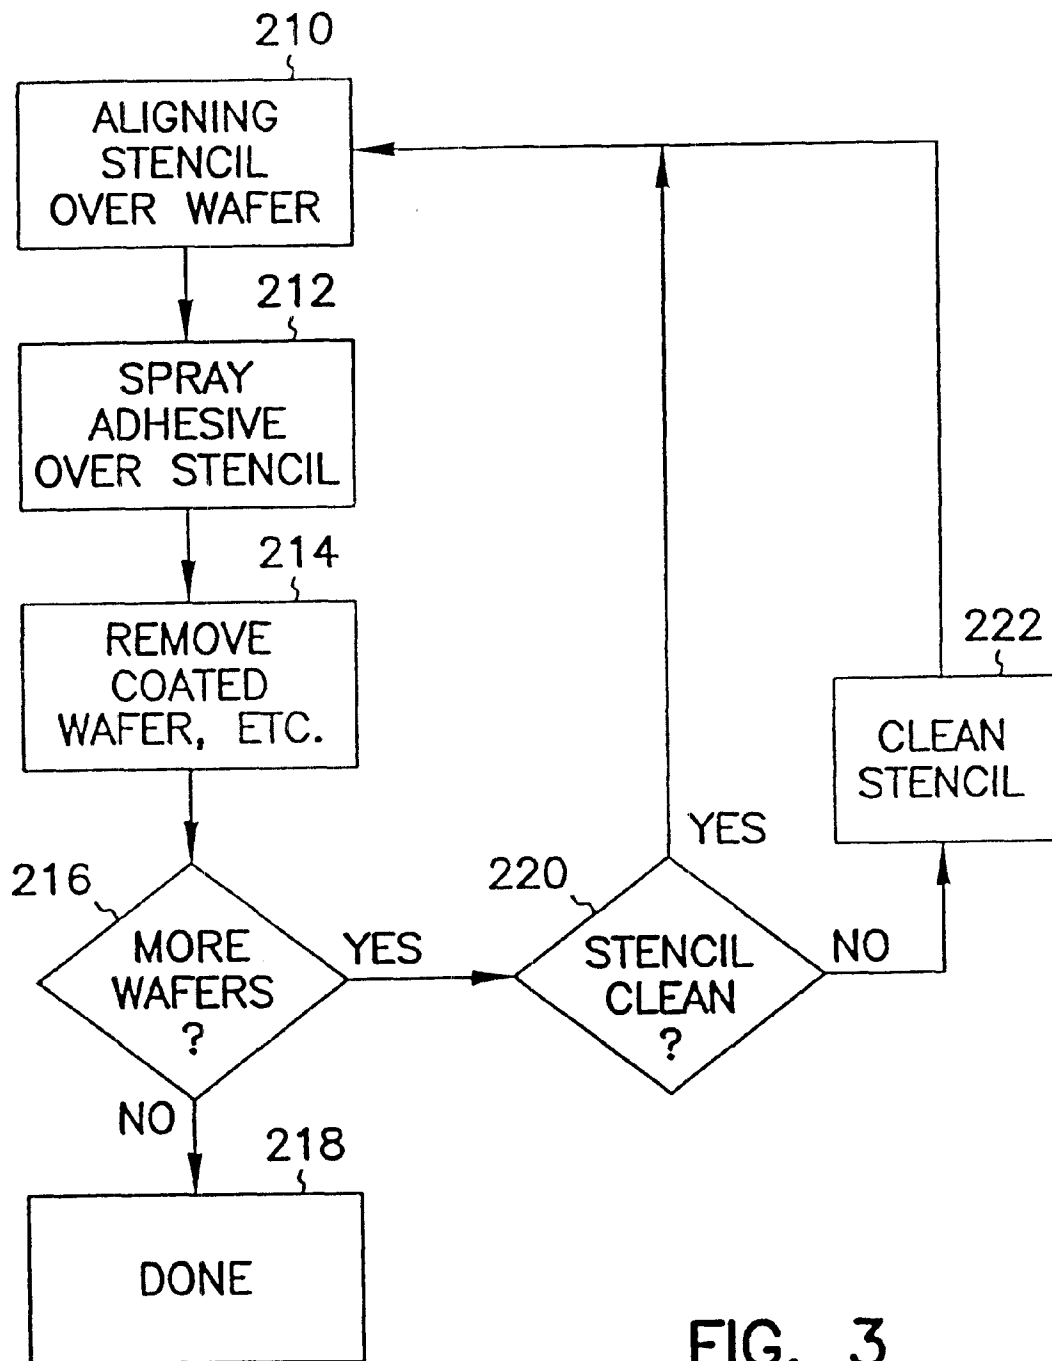 210
ALIGNING
STENCIL
OVER WAFER
212
SPRAY
ADHESIVE
OVER STENCIL
214
REMOVE
COATED
WAFER, ETC.
216
MORE
WAFERS
?
YES
NO
218
DONE
220
STENCIL
CLEAN
?
YES
NO
222
CLEAN
STENCIL
FIG. 3